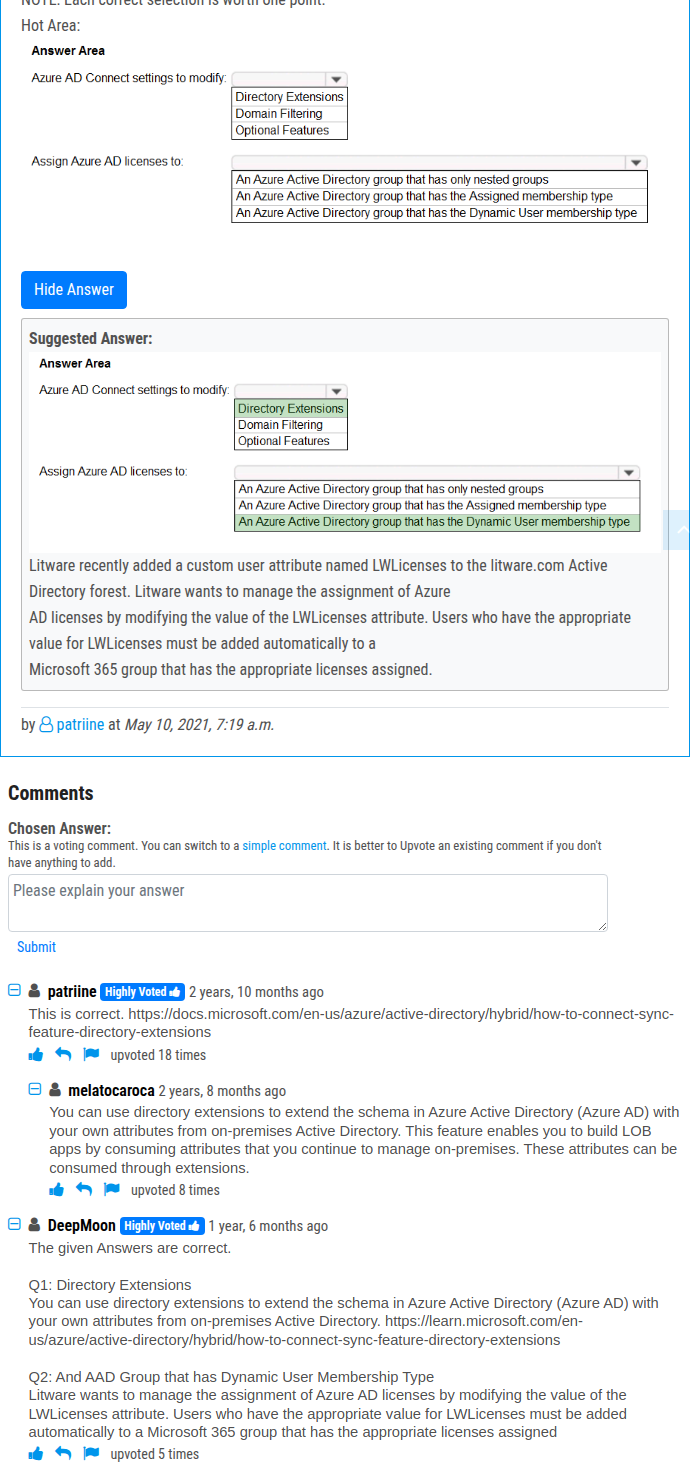 NOTE: Each correct selection is worth one point.
Hot Area:
Answer Area
Azure AD Connect settings to modify:
Directory Extensions
Domain Filtering
Optional Features
Assign Azure AD licenses to:
An Azure Active Directory group that has only nested groups
An Azure Active Directory group that has the Assigned membership type
An Azure Active Directory group that has the Dynamic User membership type
Hide Answer
Suggested Answer:
Answer Area
Azure AD Connect settings to modify:
Directory Extensions
Domain Filtering
Optional Features
Assign Azure AD licenses to:
An Azure Active Directory group that has only nested groups
An Azure Active Directory group that has the Assigned membership type
An Azure Active Directory group that has the Dynamic User membership type
Litware recently added a custom user attribute named LWLicenses to the litware.com Active
Directory forest. Litware wants to manage the assignment of Azure
AD licenses by modifying the value of the LWLicenses attribute. Users who have the appropriate
value for LWLicenses must be added automatically to a
Microsoft 365 group that has the appropriate licenses assigned.
by patriine at May 10, 2021, 7:19 a.m.
Comments
Chosen Answer:
This is a voting comment. You can switch to a simple comment. It is better to Upvote an existing comment if you don't
have anything to add.
Please explain your answer
Submit
patriine Highly Voted 2 years, 10 months ago
This is correct. https://docs.microsoft.com/en-us/azure/active-directory/hybrid/how-to-connect-sync-
feature-directory-extensions
upvoted 18 times
melatocaroca 2 years, 8 months ago
You can use directory extensions to extend the schema in Azure Active Directory (Azure AD) with
your own attributes from on-premises Active Directory. This feature enables you to build LOB
apps by consuming attributes that you continue to manage on-premises. These attributes can be
consumed through extensions.
upvoted 8 times
DeepMoon Highly Voted 1 year, 6 months ago
The given Answers are correct.
Q1: Directory Extensions
You can use directory extensions to extend the schema in Azure Active Directory (Azure AD) with
your own attributes from on-premises Active Directory. https://learn.microsoft.com/en-
us/azure/active-directory/hybrid/how-to-connect-sync-feature-directory-extensions
Q2: And AAD Group that has Dynamic User Membership Type
Litware wants to manage the assignment of Azure AD licenses by modifying the value of the
LWLicenses attribute. Users who have the appropriate value for LWLicenses must be added
automatically to a Microsoft 365 group that has the appropriate licenses assigned
upvoted 5 times